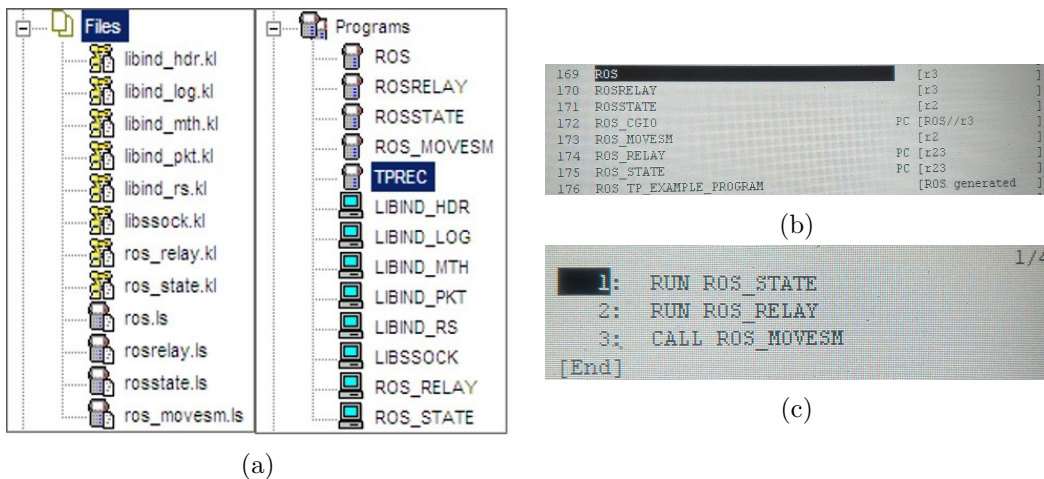 Files
libind_hdr.kl
libind_log.kl
libind_mth.kl
libind_pkt.kl
libind_rs.kl
libssock.kl
ros_relay.kl
ros_state.kl
ros.ls
rosrelay.ls
rosstate.ls
ros_movesm.ls
Programs
ROS
ROSRELAY
ROSSTATE
ROS_MOVESM
TPREC
LIBIND_HDR
LIBIND_LOG
LIBIND_MTH
LIBIND_PKT
LIBIND_RS
LIBSSOCK
ROS_RELAY
ROS_STATE
(a)
169 ROS [r3 ]
170 ROSRELAY [r3 ]
171 ROSSTATE [r2 ]
172 ROS_CGIO PC [ROS//r3 ]
173 ROS_MOVESM [r2 ]
174 ROS_RELAY PC [r23 ]
175 ROS_STATE PC [r23 ]
176 ROS_TP_EXAMPLE_PROGRAM [ROS generated ]
(b)
1/4
1: RUN ROS_STATE
2: RUN ROS_RELAY
3: CALL ROS_MOVESM
[End]
(c)